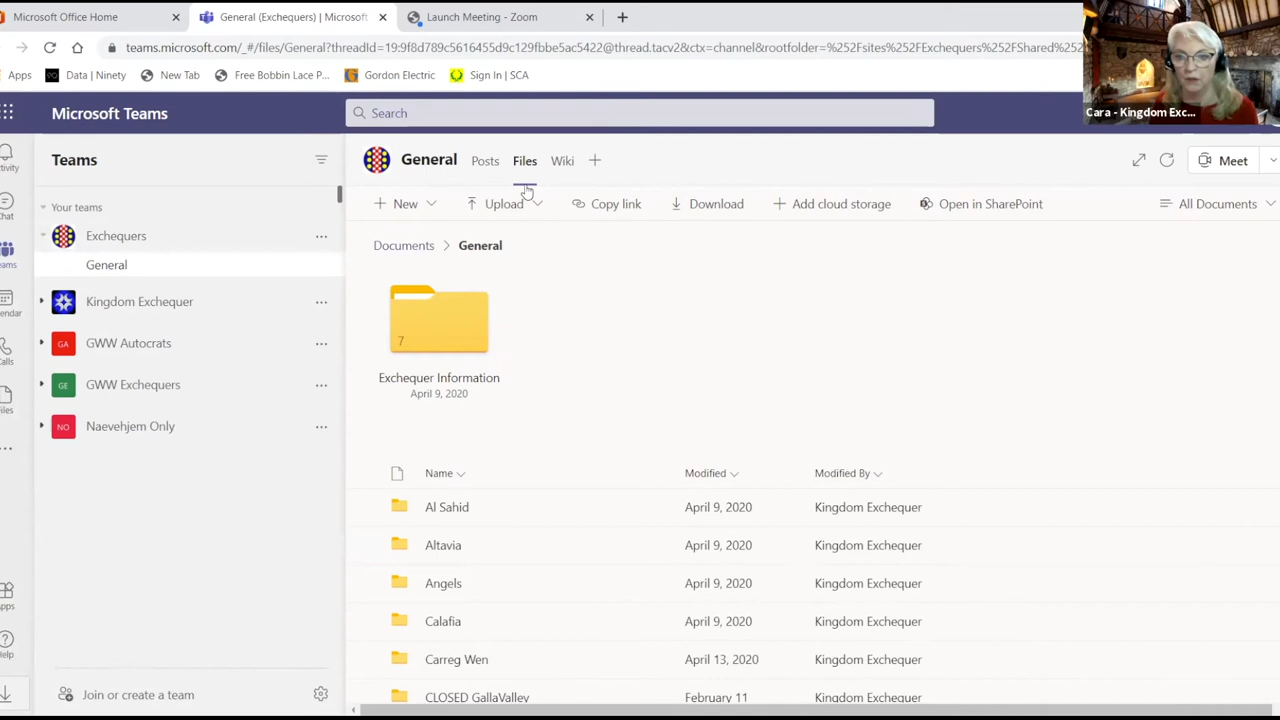 Microsoft Office Home
General (Exchequers) | Microsoft
Launch Meeting - Zoom
teams.microsoft.com/_#/files/General?threadId=19:9f8d789c5616455d9c129fbbe5ac5422@thread.tacv2&ctx=channel&rootfolder=%252Fsites%252FExchequers%252FShared%252
Apps
Data | Ninety
New Tab
Free Bobbin Lace P...
Gordon Electric
Sign In | SCA
Cara - Kingdom Exc...
Microsoft Teams
Search
Teams
General
Posts
Files
Wiki
Meet
New
Upload
Copy link
Download
Add cloud storage
Open in SharePoint
All Documents
Your teams
Exchequers
General
Kingdom Exchequer
GA GWW Autocrats
GE GWW Exchequers
NO Naevehjem Only
Join or create a team
Documents > General
7
Exchequer Information
April 9, 2020
Name Modified Modified By
Al Sahid April 9, 2020 Kingdom Exchequer
Altavia April 9, 2020 Kingdom Exchequer
Angels April 9, 2020 Kingdom Exchequer
Calafia April 9, 2020 Kingdom Exchequer
Carreg Wen April 13, 2020 Kingdom Exchequer
CLOSED GallaValley February 11 Kingdom Exchequer